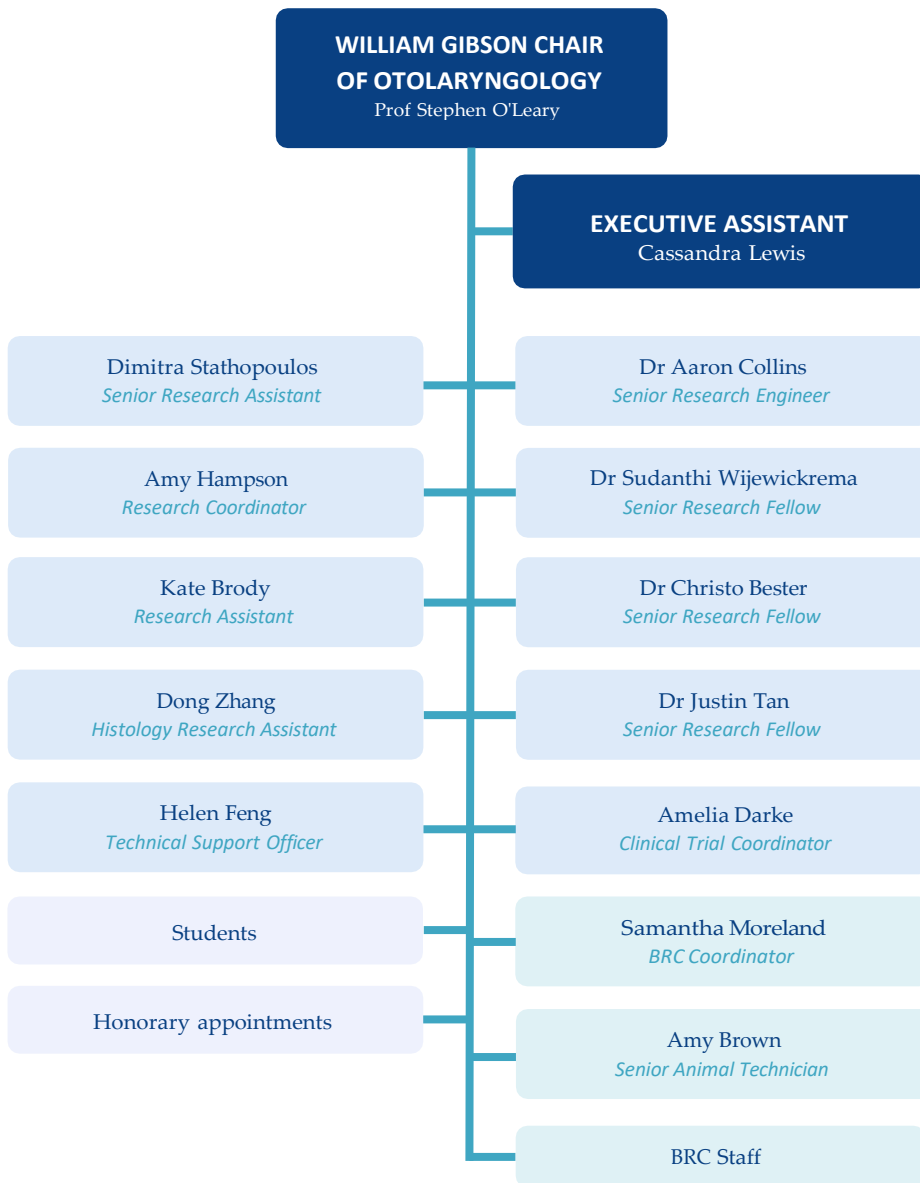 WILLIAM GIBSON CHAIR
OF OTOLARYNGOLOGY
Prof Stephen O'Leary
EXECUTIVE ASSISTANT
Cassandra Lewis
Dimitra Stathopoulos
Senior Research Assistant
Dr Aaron Collins
Senior Research Engineer
Amy Hampson
Research Coordinator
Dr Sudanthi Wijewickrema
Senior Research Fellow
Kate Brody
Research Assistant
Dr Christo Bester
Senior Research Fellow
Dong Zhang
Histology Research Assistant
Dr Justin Tan
Senior Research Fellow
Helen Feng
Technical Support Officer
Amelia Darke
Clinical Trial Coordinator
Students
Samantha Moreland
BRC Coordinator
Honorary appointments
Amy Brown
Senior Animal Technician
BRC Staff